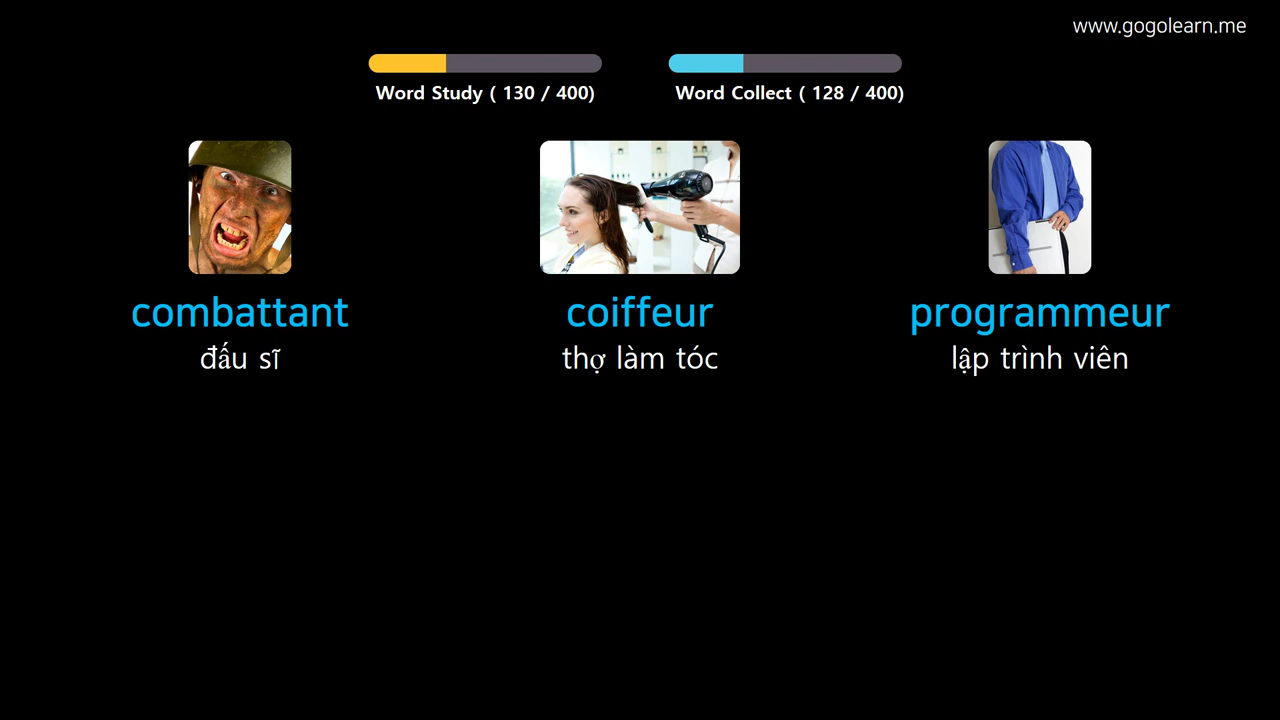 www.gogolearn.me
Word Study ( 130 / 400)
Word Collect ( 128 / 400)
combattant
coiffeur
programmeur
đấu sĩ
thợ làm tóc
lập trình viên